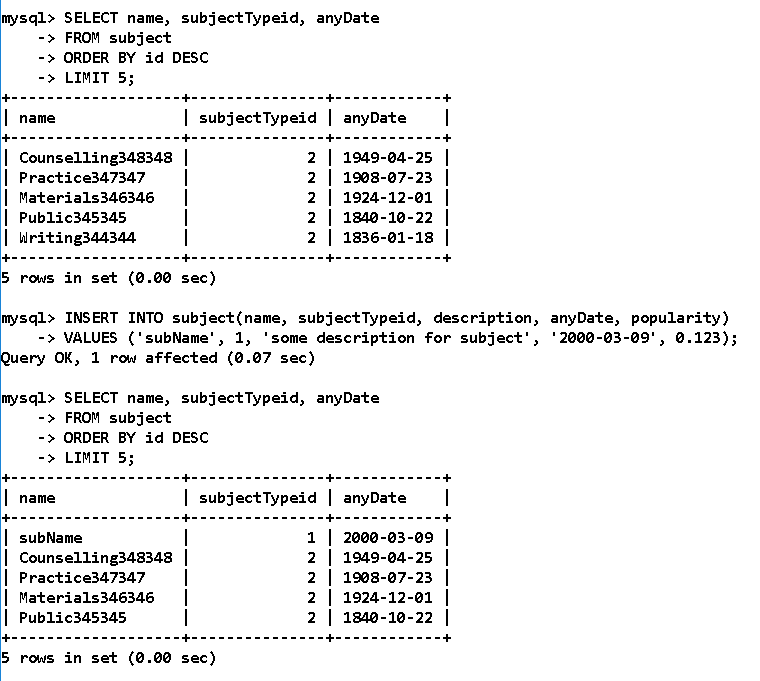 mysql> SELECT name, subjectTypeid, anyDate
    -> FROM subject
    -> ORDER BY id DESC
    -> LIMIT 5;
+-------------------+---------------+------------+
| name              | subjectTypeid | anyDate    |
+-------------------+---------------+------------+
| Counselling348348 |             2 | 1949-04-25 |
| Practice347347    |             2 | 1908-07-23 |
| Materials346346   |             2 | 1924-12-01 |
| Public345345      |             2 | 1840-10-22 |
| Writing344344     |             2 | 1836-01-18 |
+-------------------+---------------+------------+
5 rows in set (0.00 sec)

mysql> INSERT INTO subject(name, subjectTypeid, description, anyDate, popularity)
    -> VALUES ('subName', 1, 'some description for subject', '2000-03-09', 0.123);
Query OK, 1 row affected (0.07 sec)

mysql> SELECT name, subjectTypeid, anyDate
    -> FROM subject
    -> ORDER BY id DESC
    -> LIMIT 5;
+-------------------+---------------+------------+
| name              | subjectTypeid | anyDate    |
+-------------------+---------------+------------+
| subName           |             1 | 2000-03-09 |
| Counselling348348 |             2 | 1949-04-25 |
| Practice347347    |             2 | 1908-07-23 |
| Materials346346   |             2 | 1924-12-01 |
| Public345345      |             2 | 1840-10-22 |
+-------------------+---------------+------------+
5 rows in set (0.00 sec)